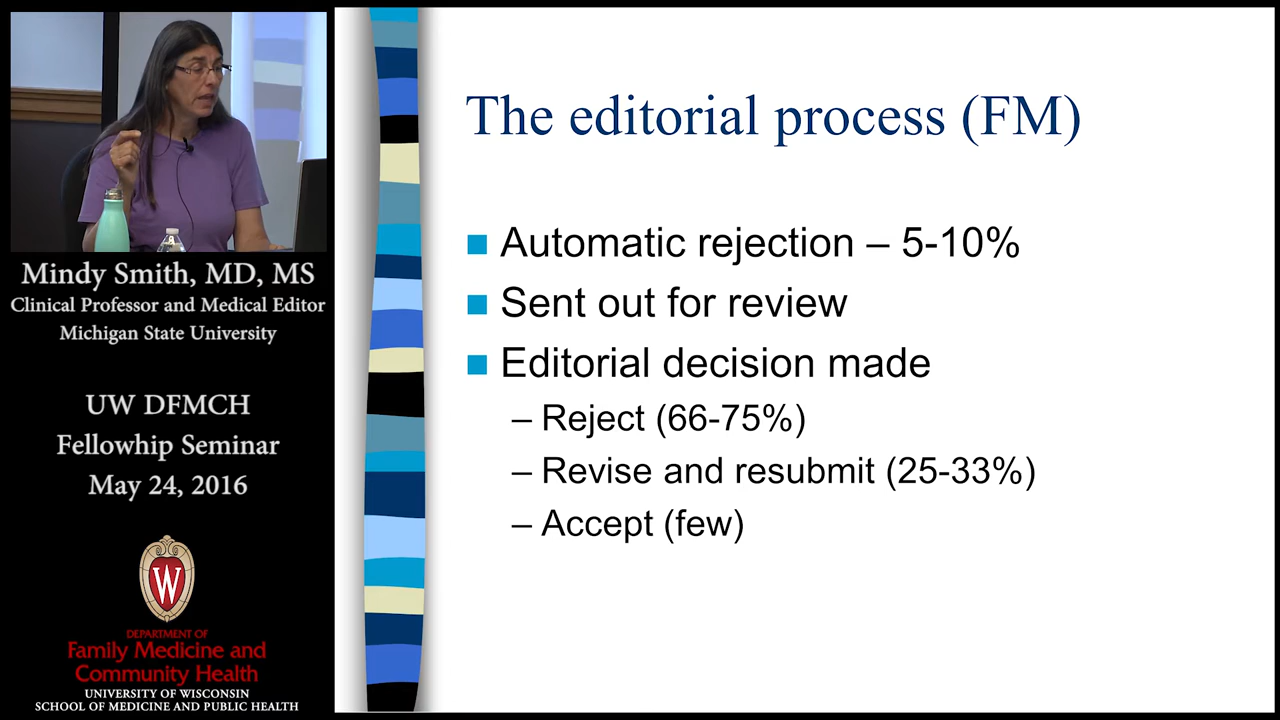 Mindy Smith, MD, MS
Clinical Professor and Medical Editor
Michigan State University
UW DFMCH
Fellowhip Seminar
May 24, 2016
W
DEPARTMENT OF
Family Medicine and
Community Health
UNIVERSITY OF WISCONSIN
SCHOOL OF MEDICINE AND PUBLIC HEALTH
The editorial process (FM)
Automatic rejection – 5-10%
Sent out for review
Editorial decision made
– Reject (66-75%)
– Revise and resubmit (25-33%)
– Accept (few)